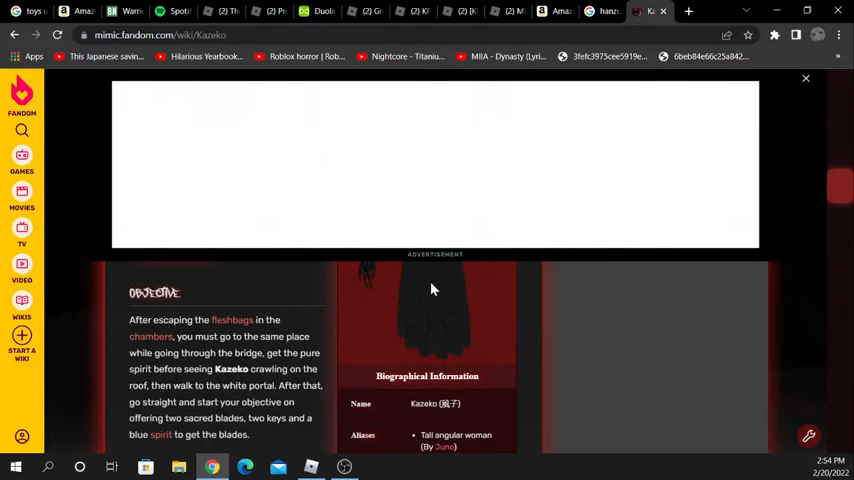 toys u
Amaz
Warri
Spotif
(2) Th
(2) Pr
Duoli
(2) Gr
(2) KP
(2) [K
(2) MI
Amaz
hanz
Ka
mimic.fandom.com/wiki/Kazeko
Apps
This Japanese savin...
Hilarious Yearbook...
Roblox horror | Rob...
Nightcore - Titaniu...
MIIA - Dynasty (Lyri...
3fefc3975cee5919e...
6beb84e66c25a842...
»
FANDOM
GAMES
MOVIES
TV
VIDEO
WIKIS
START A
WIKI
ADVERTISEMENT
OBJECTIVE
After escaping the fleshbags in the
chambers, you must go to the same place
while going through the bridge, get the pure
spirit before seeing Kazeko crawling on the
roof, then walk to the white portal. After that,
go straight and start your objective on
offering two sacred blades, two keys and a
blue spirit to get the blades.
Biographical Information
Name Kazeko (風子)
Aliases • Tall angular woman
(By Juno)
2:54 PM
2/20/2022